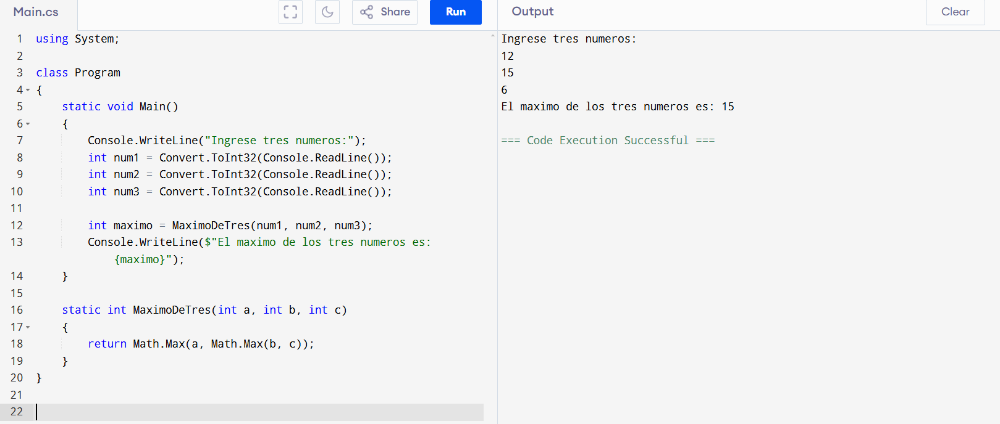 Main.cs
Share
Run
Output
Clear
1 using System;
2
3 class Program
4 {
5     static void Main()
6     {
7         Console.WriteLine("Ingrese tres numeros:");
8         int num1 = Convert.ToInt32(Console.ReadLine());
9         int num2 = Convert.ToInt32(Console.ReadLine());
10         int num3 = Convert.ToInt32(Console.ReadLine());
11
12         int maximo = MaximoDeTres(num1, num2, num3);
13         Console.WriteLine($"El maximo de los tres numeros es:
            {maximo}");
14     }
15
16     static int MaximoDeTres(int a, int b, int c)
17     {
18         return Math.Max(a, Math.Max(b, c));
19     }
20 }
21
22
Ingrese tres numeros:
12
15
6
El maximo de los tres numeros es: 15
=== Code Execution Successful ===